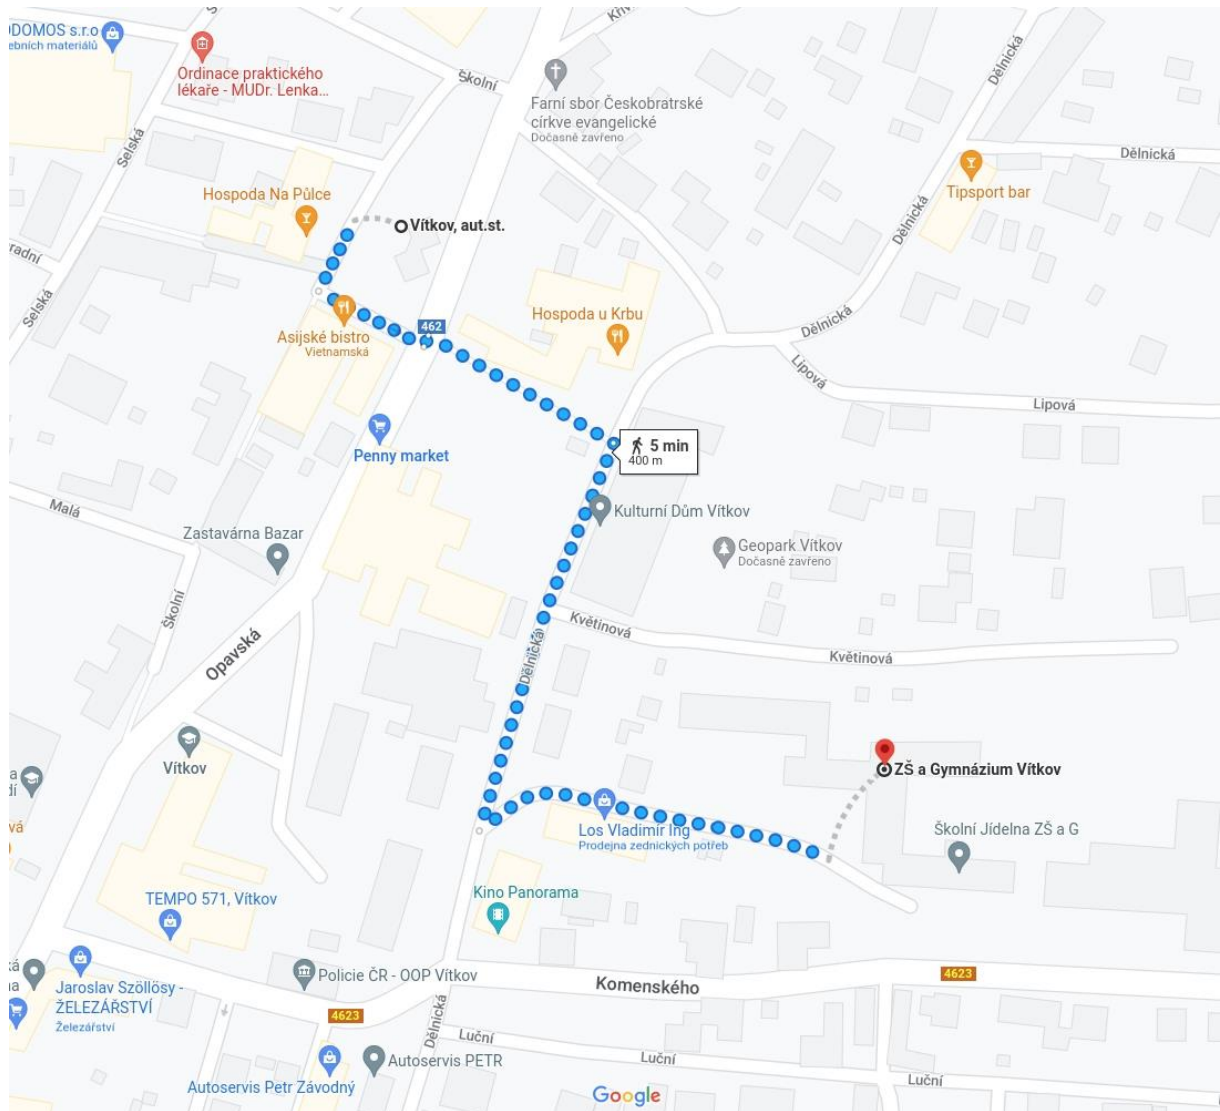 DOMOS s.r.o
ebních materiálů
Ordinace praktického
lékaře - MUDr. Lenka...
Školní
Farní sbor Českobratrské
církve evangelické
Dočasně zavřeno
Dělnická
Dělnická
Selská
Hospoda Na Půlce
Tipsport bar
Vítkov, aut.st.
Dělnická
radní
Selská
Hospoda u Krbu
462
Asijské bistro
Vietnamská
Dělnická
Lipová
Lipová
Penny market
5 min
400 m
Malá
Kulturní Dům Vítkov
Zastavárna Bazar
Geopark Vítkov
Dočasně zavřeno
Školní
Květinová
Opavská
Dělnická
Květinová
Vítkov
ZŠ a Gymnázium Vítkov
Los Vladimír Ing
Prodejna zednických potřeb
Školní Jídelna ZŠ a G
vá
Kino Panorama
TEMPO 571, Vítkov
Policie ČR - OOP Vítkov
4623
Komenského
Jaroslav Szöllösy -
ŽELEZÁŘSTVÍ
Železářství
4623
Dělnická
Luční
Luční
Autoservis PETR
Luční
Autoservis Petr Závodný
Google